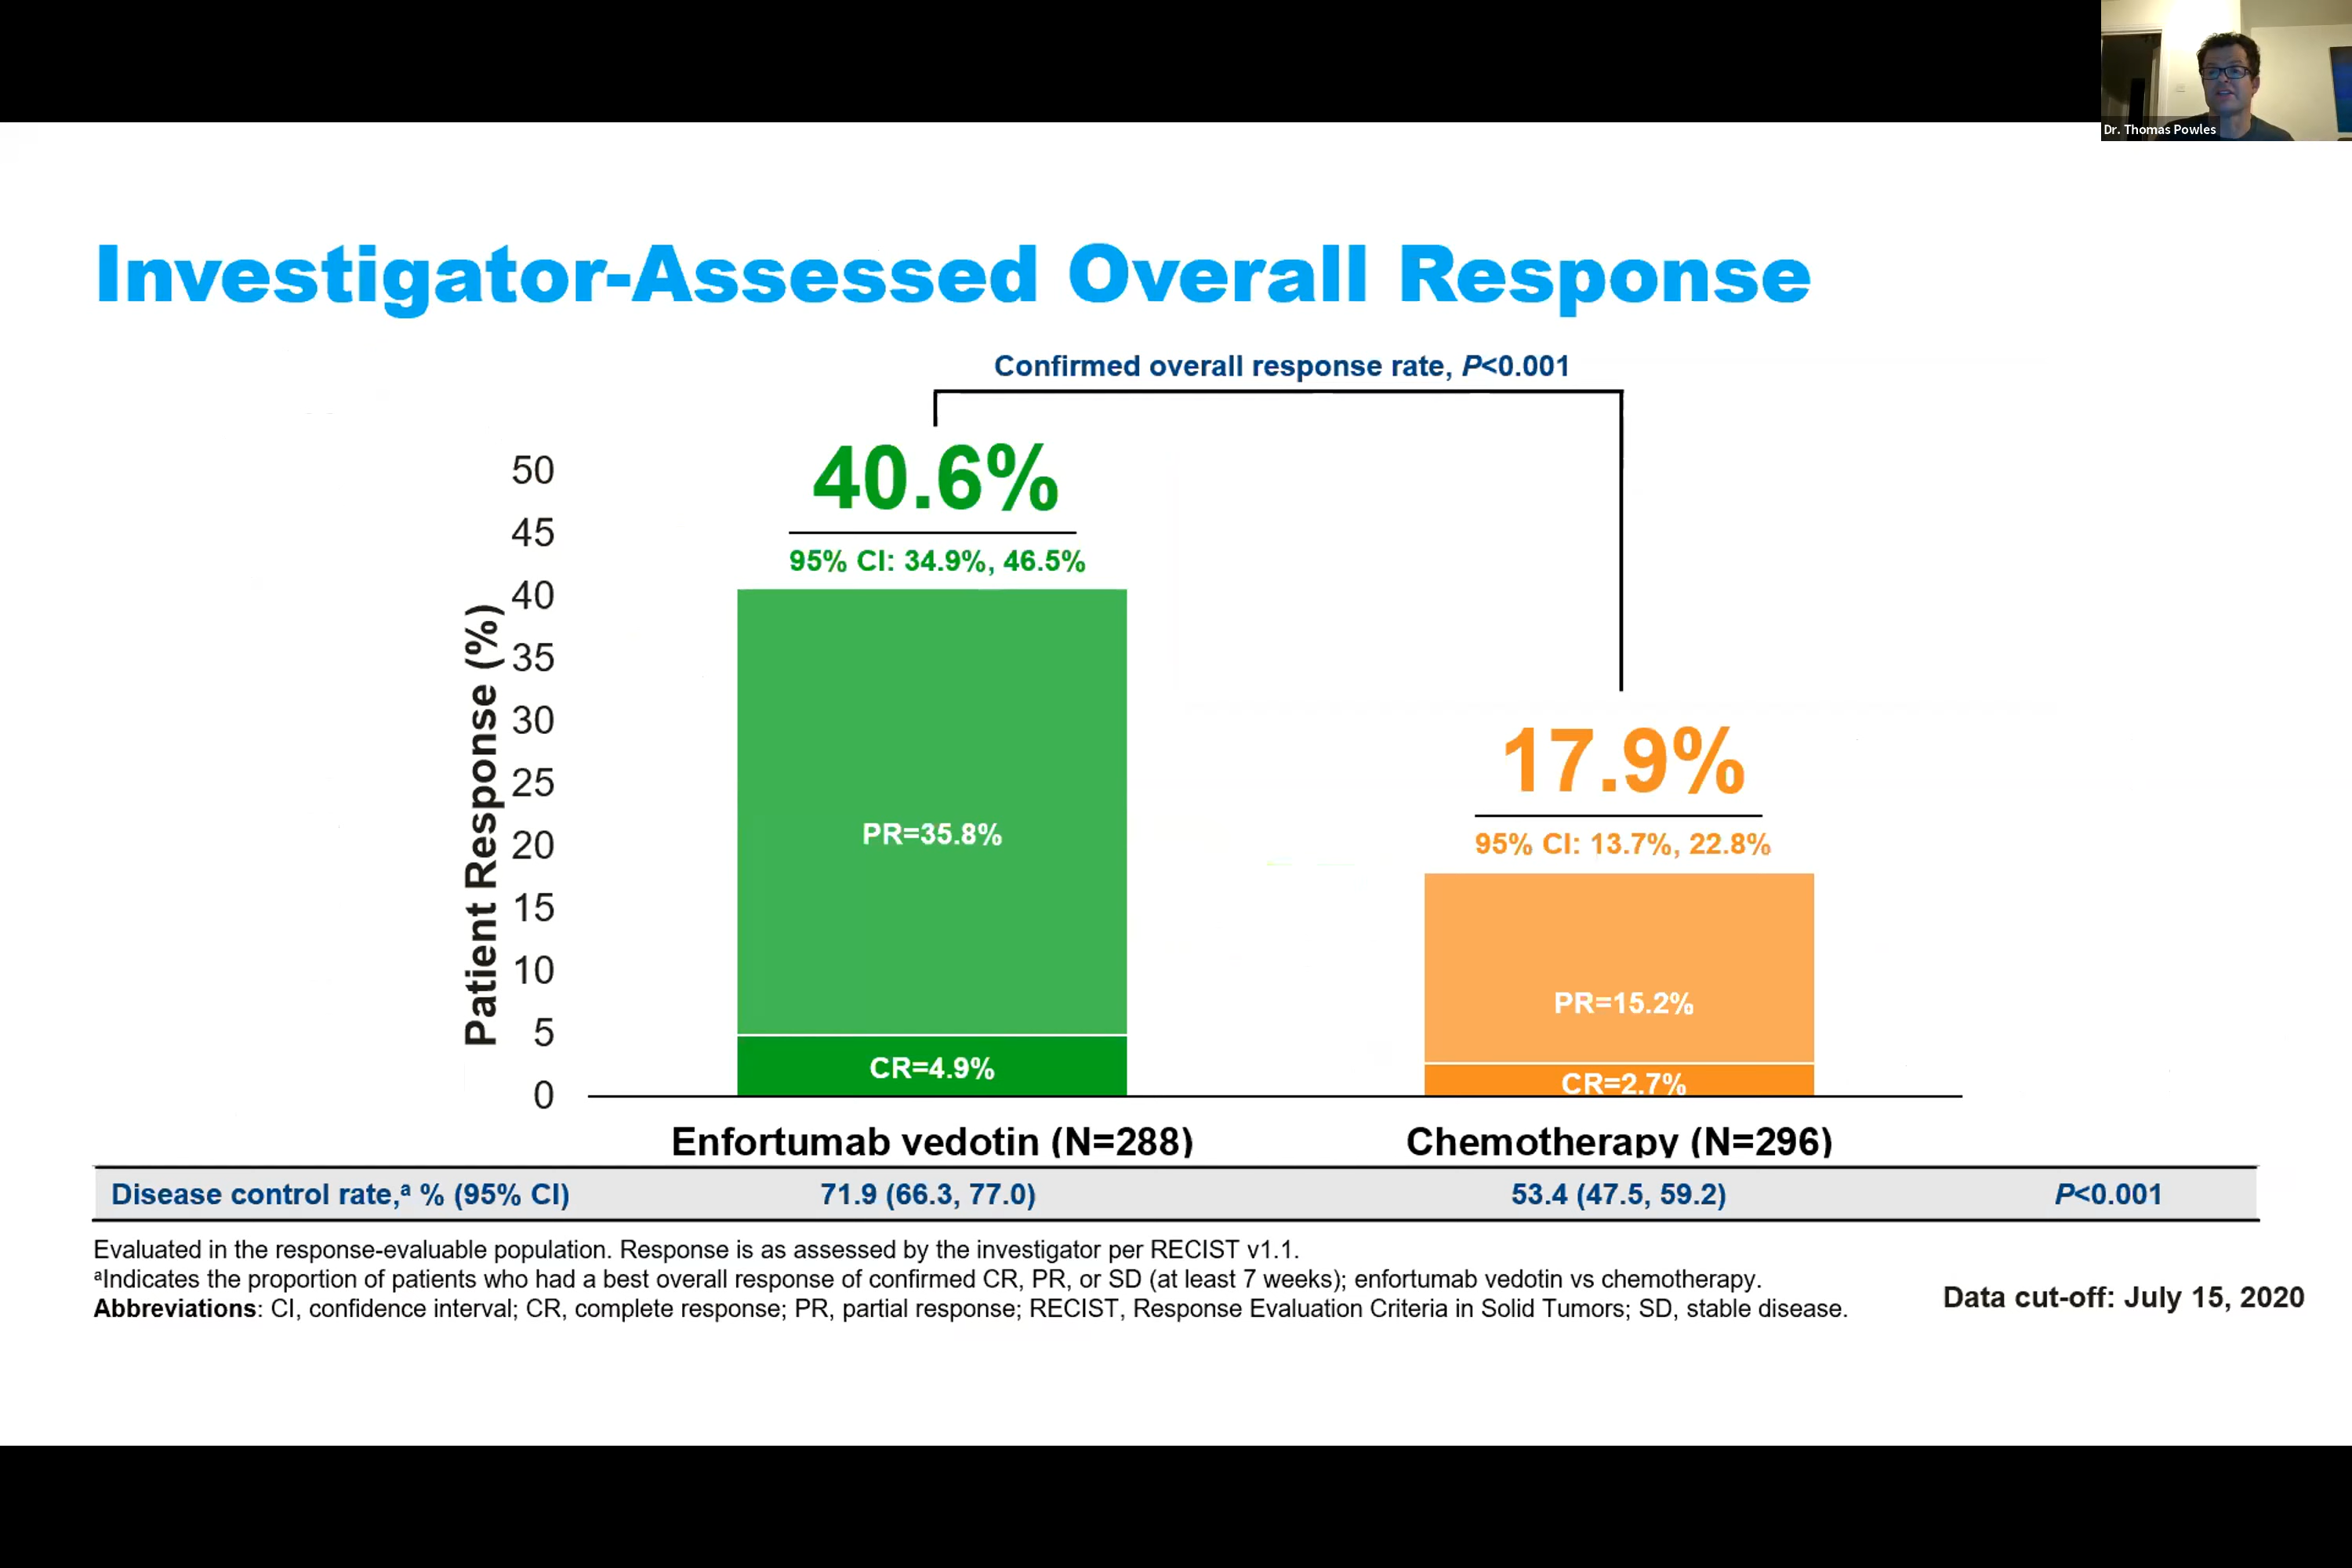 Dr. Thomas Powles
Investigator-Assessed Overall Response
Confirmed overall response rate, P<0.001
Patient Response (%)
50
45
40
35
30
25
20
15
10
5
0
40.6%
95% CI: 34.9%, 46.5%
PR=35.8%
CR=4.9%
17.9%
95% CI: 13.7%, 22.8%
PR=15.2%
CR=2.7%
Enfortumab vedotin (N=288)
Chemotherapy (N=296)
Disease control rate,ᵃ % (95% CI) 71.9 (66.3, 77.0) 53.4 (47.5, 59.2) P<0.001
Evaluated in the response-evaluable population. Response is as assessed by the investigator per RECIST v1.1.
ᵃIndicates the proportion of patients who had a best overall response of confirmed CR, PR, or SD (at least 7 weeks); enfortumab vedotin vs chemotherapy.
Abbreviations: CI, confidence interval; CR, complete response; PR, partial response; RECIST, Response Evaluation Criteria in Solid Tumors; SD, stable disease.
Data cut-off: July 15, 2020